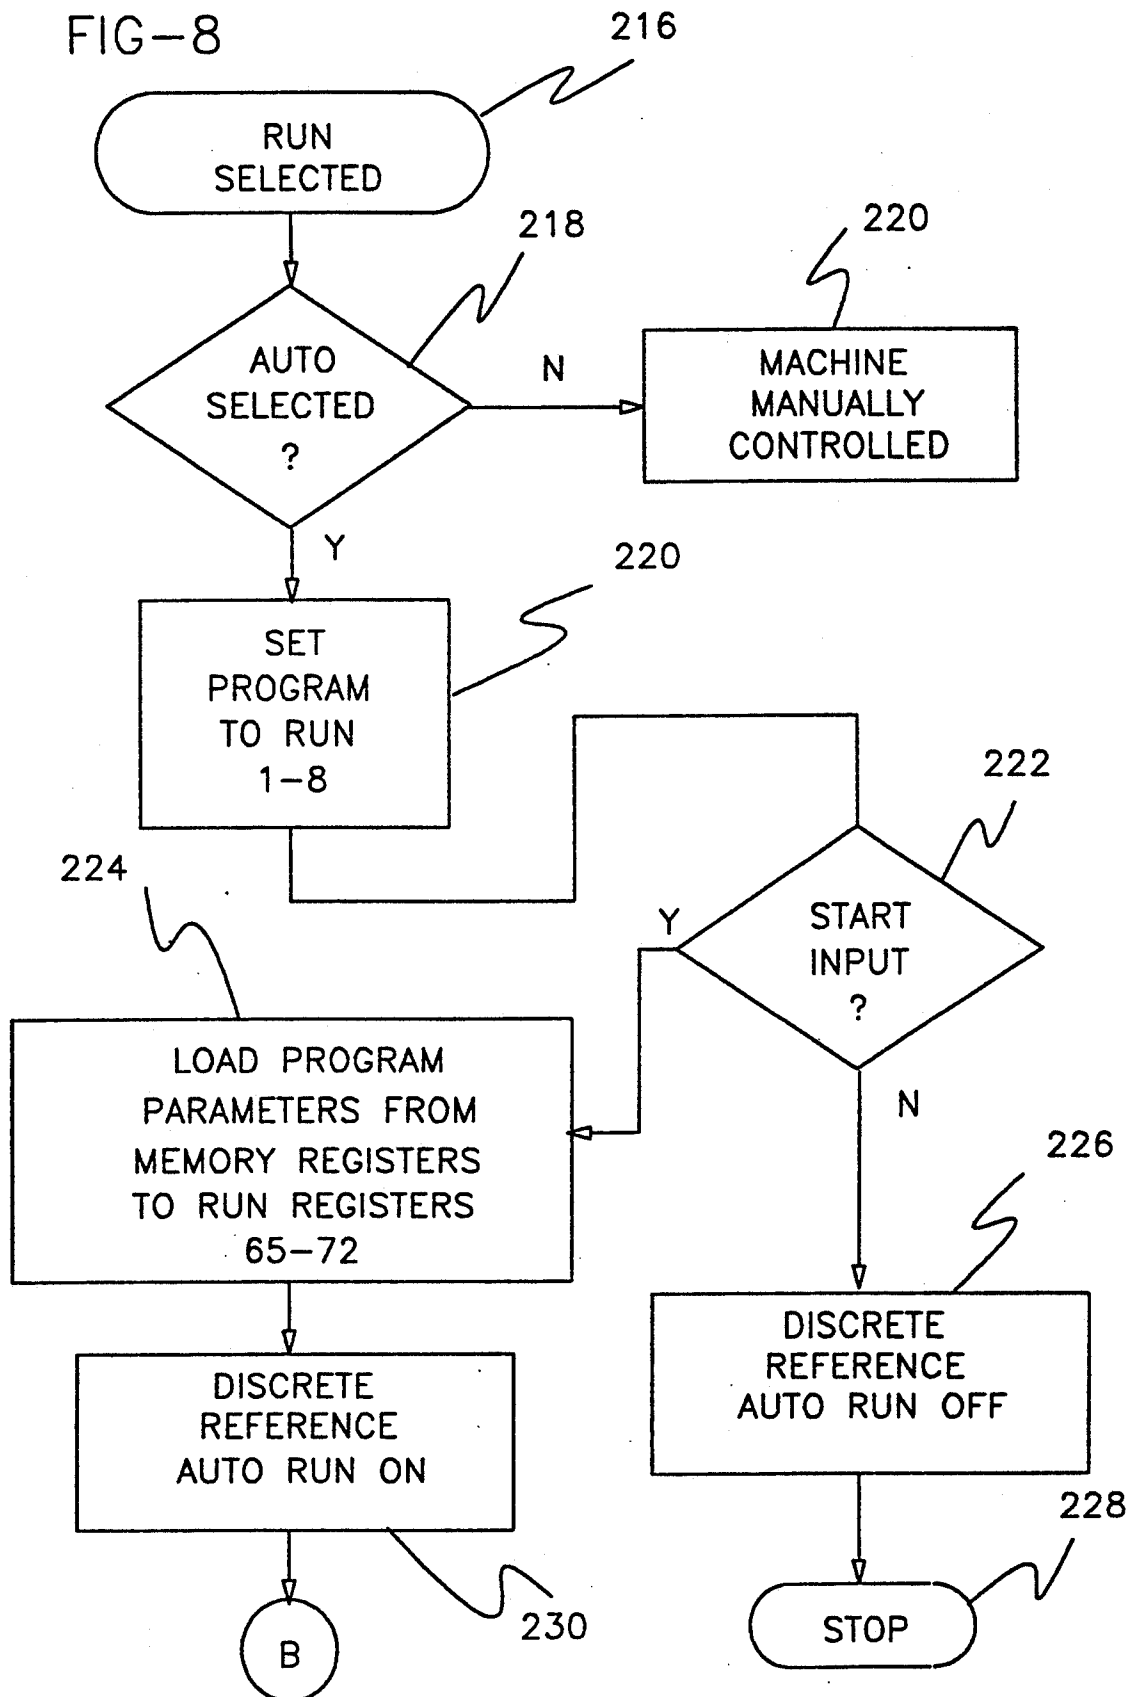 FIG-8
216
RUN
SELECTED
218
220
AUTO
SELECTED
?
N
MACHINE
MANUALLY
CONTROLLED
Y
220
SET
PROGRAM
TO RUN
1-8
222
224
START
INPUT
?
Y
N
LOAD PROGRAM
PARAMETERS FROM
MEMORY REGISTERS
TO RUN REGISTERS
65-72
226
DISCRETE
REFERENCE
AUTO RUN OFF
DISCRETE
REFERENCE
AUTO RUN ON
228
230
STOP
B